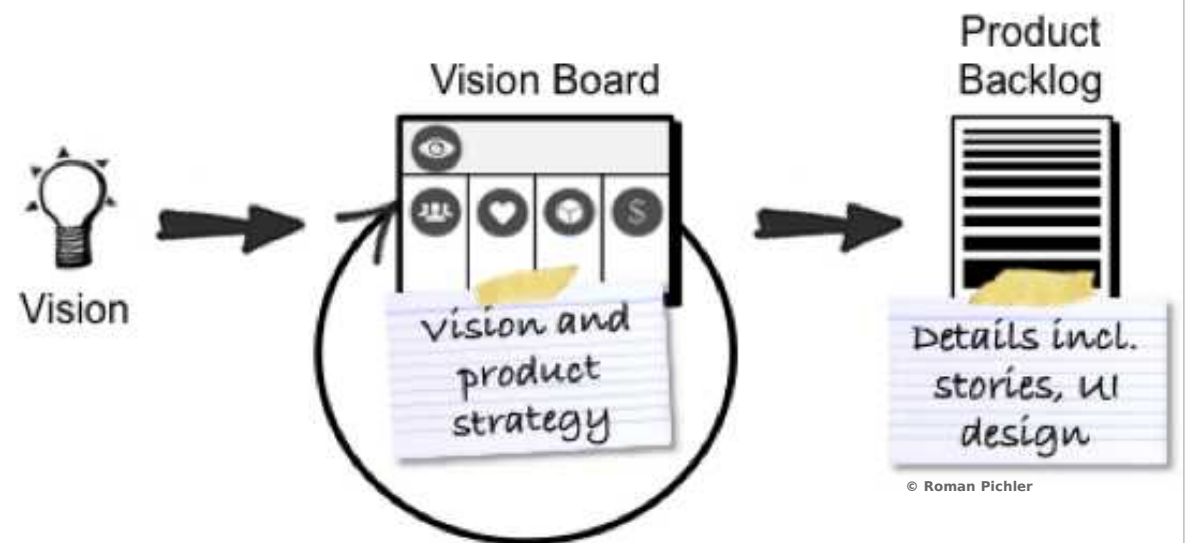 Vision
Vision Board
Vision and
product
strategy
Product
Backlog
Details incl.
stories, UI
design
© Roman Pichler